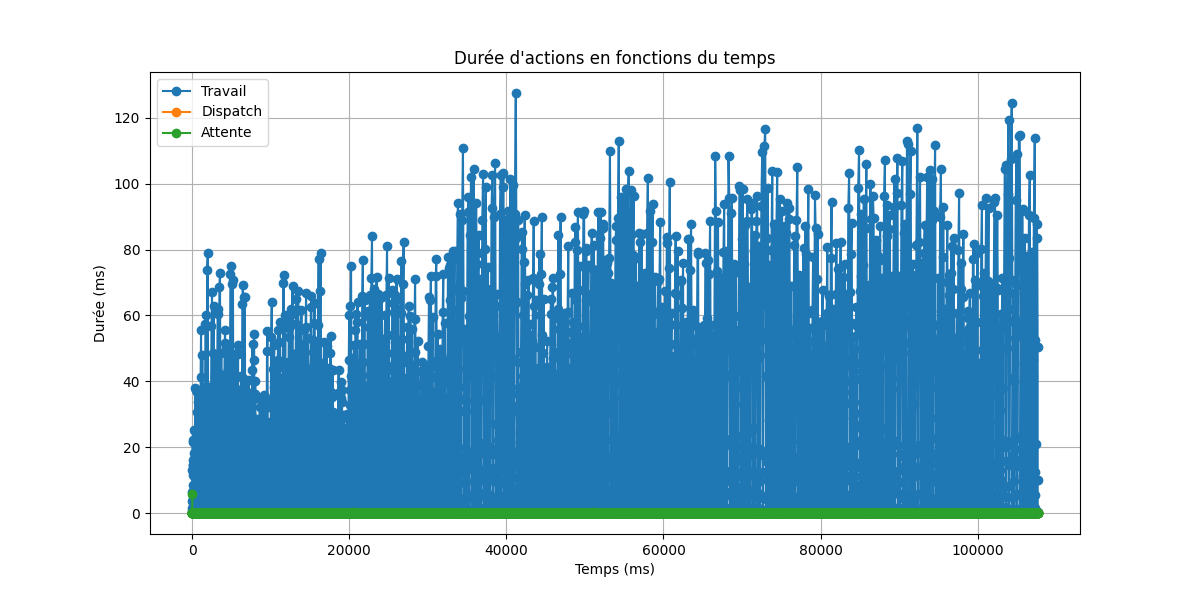 Durée d'actions en fonctions du temps
Travail
Dispatch
Attente
Durée (ms)
120
100
80
60
40
20
0
0 20000 40000 60000 80000 100000
Temps (ms)